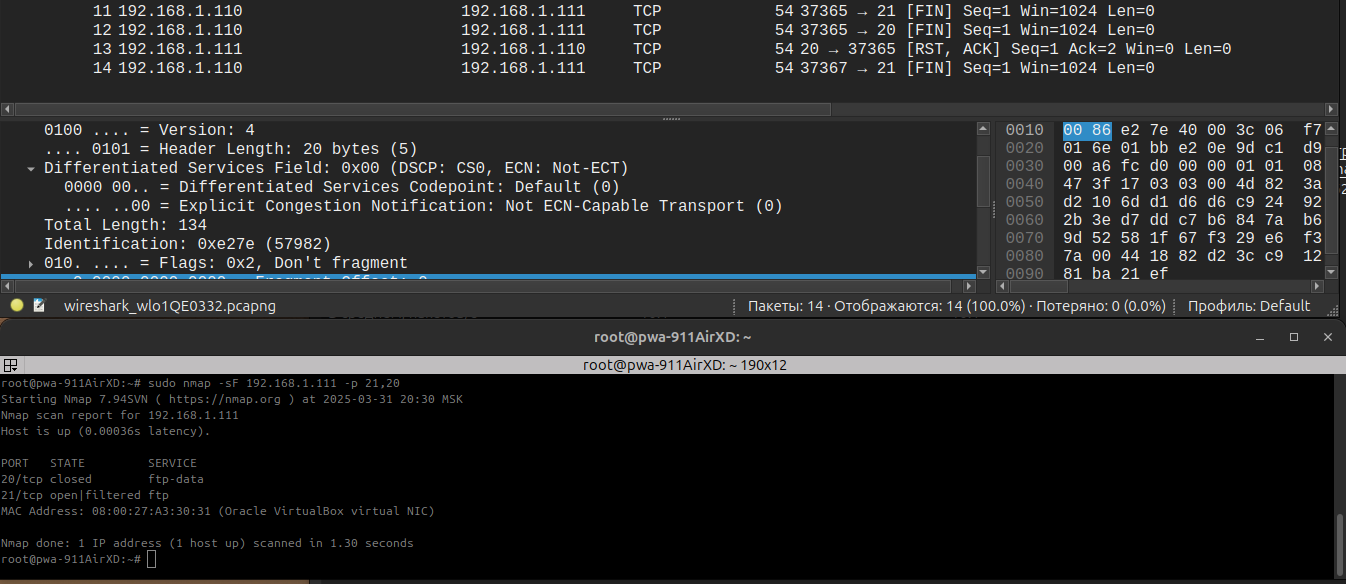 11 192.168.1.110 192.168.1.111 TCP 54 37365 → 21 [FIN] Seq=1 Win=1024 Len=0
12 192.168.1.110 192.168.1.111 TCP 54 37365 → 20 [FIN] Seq=1 Win=1024 Len=0
13 192.168.1.111 192.168.1.110 TCP 54 20 → 37365 [RST, ACK] Seq=1 Ack=2 Win=0 Len=0
14 192.168.1.110 192.168.1.111 TCP 54 37367 → 21 [FIN] Seq=1 Win=1024 Len=0
0100 .... = Version: 4
.... 0101 = Header Length: 20 bytes (5)
Differentiated Services Field: 0x00 (DSCP: CS0, ECN: Not-ECT)
0000 00.. = Differentiated Services Codepoint: Default (0)
.... ..00 = Explicit Congestion Notification: Not ECN-Capable Transport (0)
Total Length: 134
Identification: 0xe27e (57982)
010. .... = Flags: 0x2, Don't fragment
0010 00 86 e2 7e 40 00 3c 06 f7
0020 01 6e 01 bb e2 0e 9d c1 d9
0030 00 a6 fc d0 00 00 01 01 08
0040 47 3f 17 03 03 00 4d 82 3a
0050 d2 10 6d d1 d6 d6 c9 24 92
0060 2b 3e d7 dd c7 b6 84 7a b6
0070 9d 52 58 1f 67 f3 29 e6 f3
0080 7a 00 44 18 82 d2 3c c9 12
0090 81 ba 21 ef
wireshark_wlo1QE0332.pcapng
Пакеты: 14 · Отображаются: 14 (100.0%) · Потеряно: 0 (0.0%)
Профиль: Default
root@pwa-911AirXD: ~
root@pwa-911AirXD: ~ 190x12
root@pwa-911AirXD:~# sudo nmap -sF 192.168.1.111 -p 21,20
Starting Nmap 7.94SVN ( https://nmap.org ) at 2025-03-31 20:30 MSK
Nmap scan report for 192.168.1.111
Host is up (0.00036s latency).
PORT STATE SERVICE
20/tcp closed ftp-data
21/tcp open|filtered ftp
MAC Address: 08:00:27:A3:30:31 (Oracle VirtualBox virtual NIC)
Nmap done: 1 IP address (1 host up) scanned in 1.30 seconds
root@pwa-911AirXD:~#